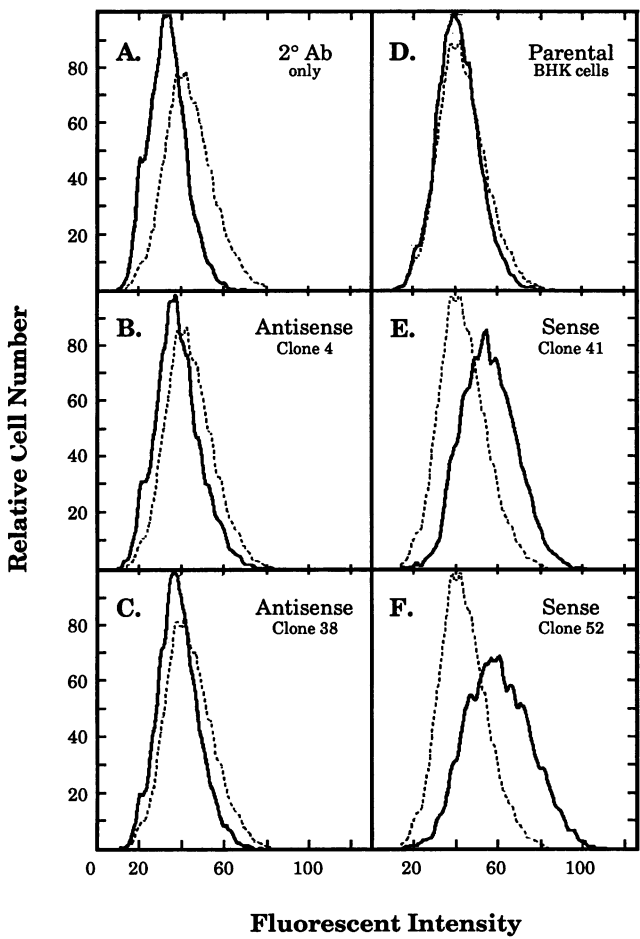 A.
2° Ab
only
80
60
40
20
D.
Parental
BHK cells
B.
Antisense
Clone 4
80
60
40
20
E.
Sense
Clone 41
C.
Antisense
Clone 38
80
60
40
20
F.
Sense
Clone 52
0 20 60 100
20 60 100
Relative Cell Number
Fluorescent Intensity